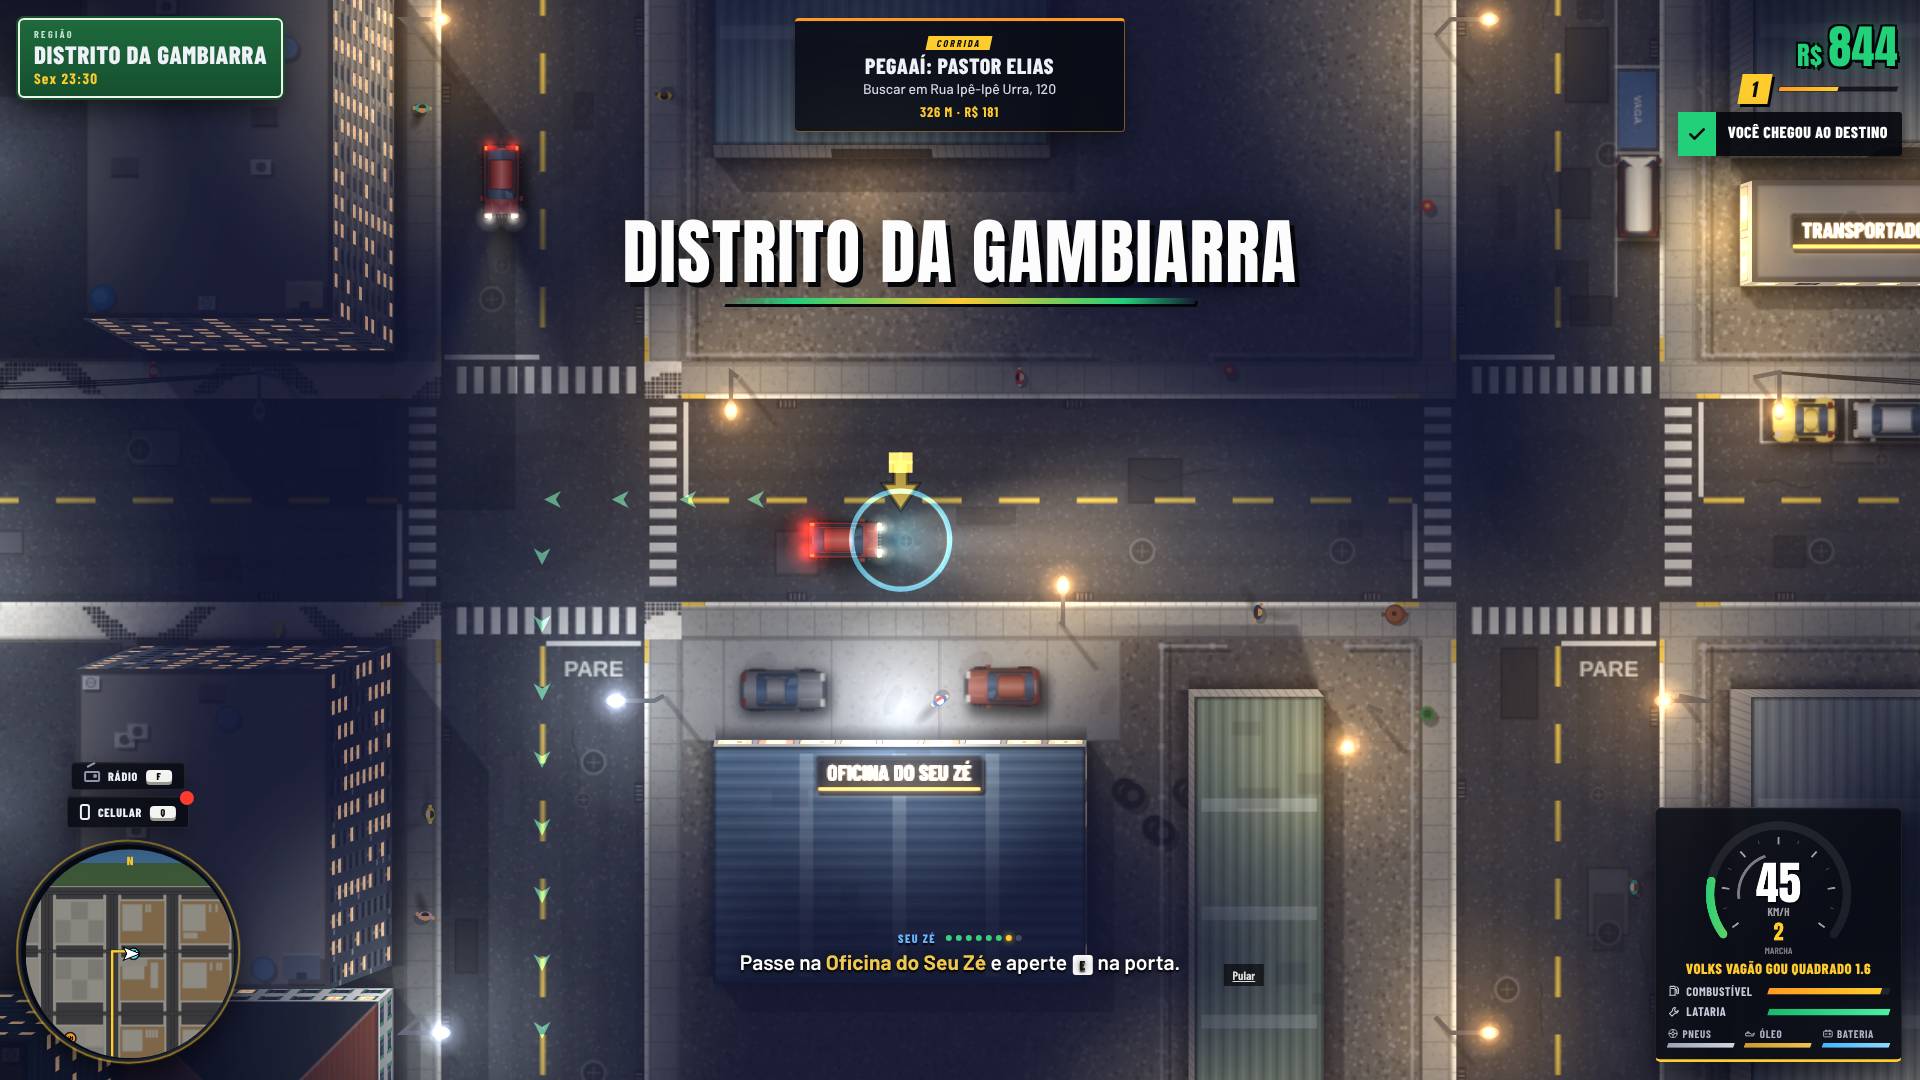 REGIÃO
DISTRITO DA GAMBIARRA
Sex 23:30
CORRIDA
PEGAAÍ: PASTOR ELIAS
Buscar em Rua Ipê-Ipê Urra, 120
326 M · R$ 181
R$ 844
1
VOCÊ CHEGOU AO DESTINO
VAGA
DISTRITO DA GAMBIARRA
TRANSPORTADO
PARE
PARE
OFICINA DO SEU ZÉ
RÁDIO F
CELULAR Q
N
SEU ZÉ
Passe na Oficina do Seu Zé e aperte E na porta.
Pular
45
KM/H
2
MARCHA
VOLKS VAGÃO GOU QUADRADO 1.6
COMBUSTÍVEL
LATARIA
PNEUS
ÓLEO
BATERIA